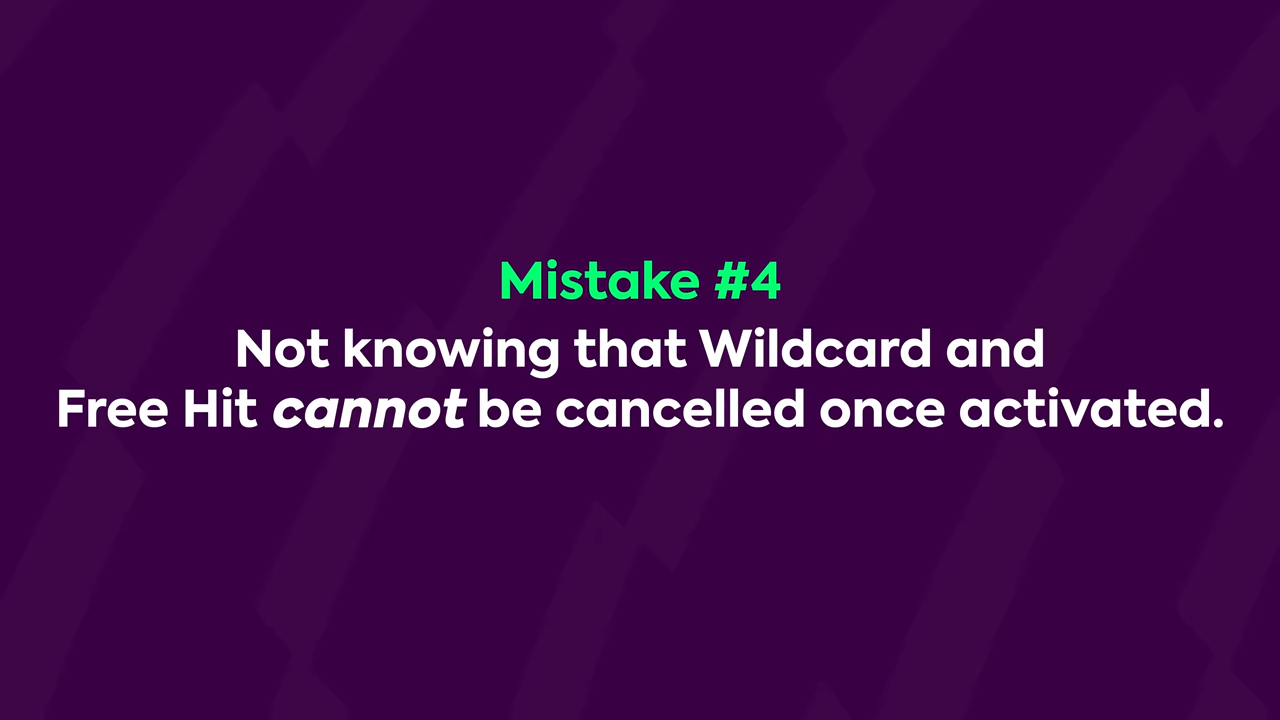 Mistake #4
Not knowing that Wildcard and
Free Hit cannot be cancelled once activated.